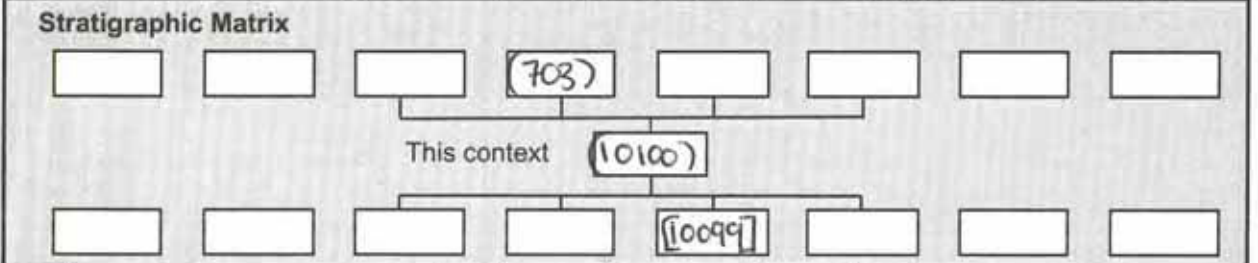 Stratigraphic Matrix
(703)
This context (10100)
[10099]